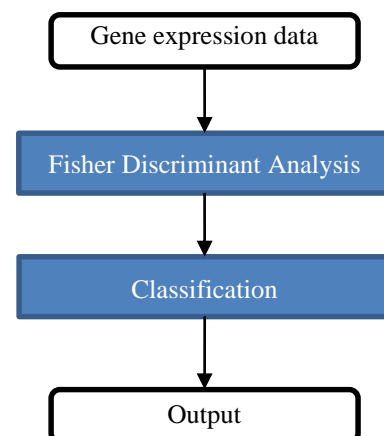 Gene expression data
Fisher Discriminant Analysis
Classification
Output